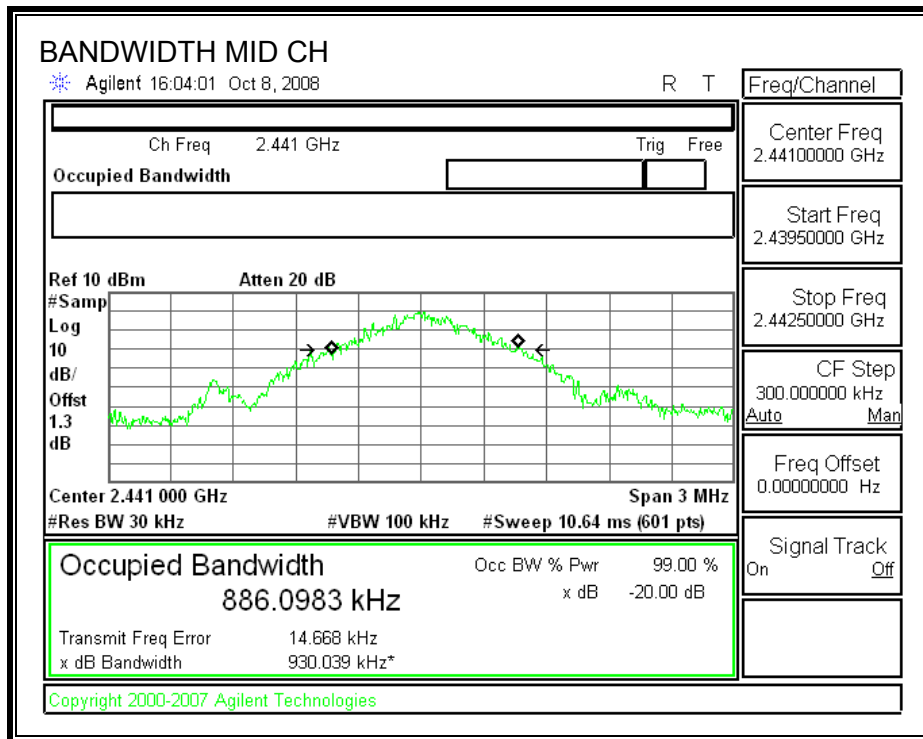 BANDWIDTH MID CH
Agilent 16:04:01 Oct 8, 2008 R T
Ch Freq 2.441 GHz Trig Free
Occupied Bandwidth
Ref 10 dBm Atten 20 dB
#Samp
Log
10
dB/
Offst
1.3
dB
Center 2.441 000 GHz Span 3 MHz
#Res BW 30 kHz #VBW 100 kHz #Sweep 10.64 ms (601 pts)
Occupied Bandwidth Occ BW % Pwr 99.00 %
886.0983 kHz x dB -20.00 dB
Transmit Freq Error 14.668 kHz
x dB Bandwidth 930.039 kHz*
Copyright 2000-2007 Agilent Technologies
Freq/Channel
Center Freq
2.44100000 GHz
Start Freq
2.43950000 GHz
Stop Freq
2.44250000 GHz
CF Step
300.000000 kHz
Auto Man
Freq Offset
0.00000000 Hz
Signal Track
On Off